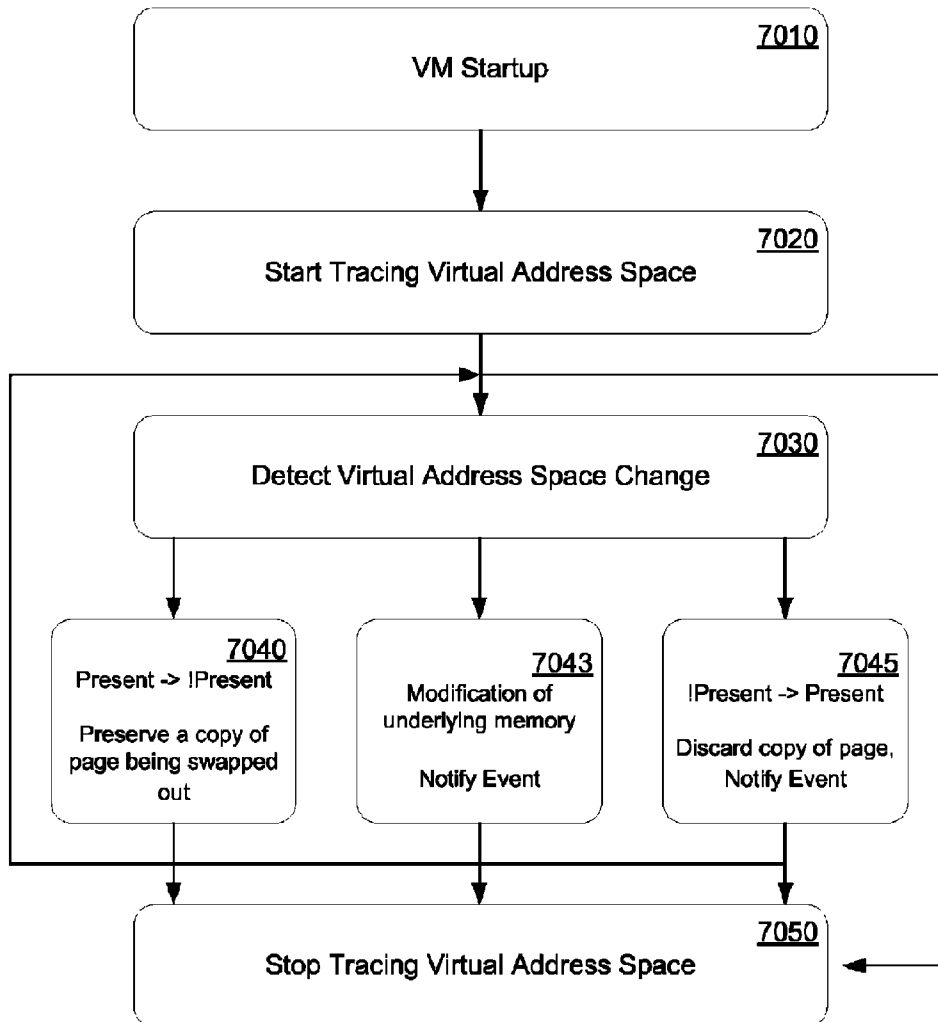 7010
VM Startup
7020
Start Tracing Virtual Address Space
7030
Detect Virtual Address Space Change
7040
Present -> !Present
Preserve a copy of
page being swapped
out
7043
Modification of
underlying memory
Notify Event
7045
!Present -> Present
Discard copy of page,
Notify Event
7050
Stop Tracing Virtual Address Space